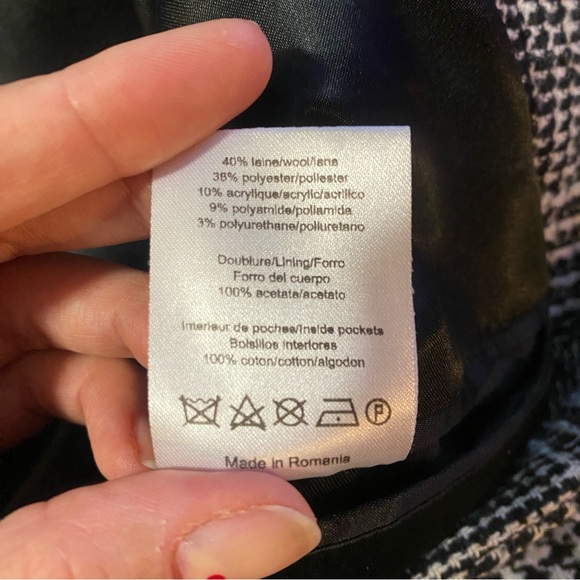 40% laine/wool/lana
38% polyester/poliester
10% acrylique/acrylic/acrilico
9% polyamide/poliamida
3% polyurethane/poliuretano
Doublure/Lining/Forro
Forro del cuerpo
100% acetate/acetato
Interieur de poches/Inside pockets
Bolsillos interiores
100% coton/cotton/algodon
P
Made in Romania